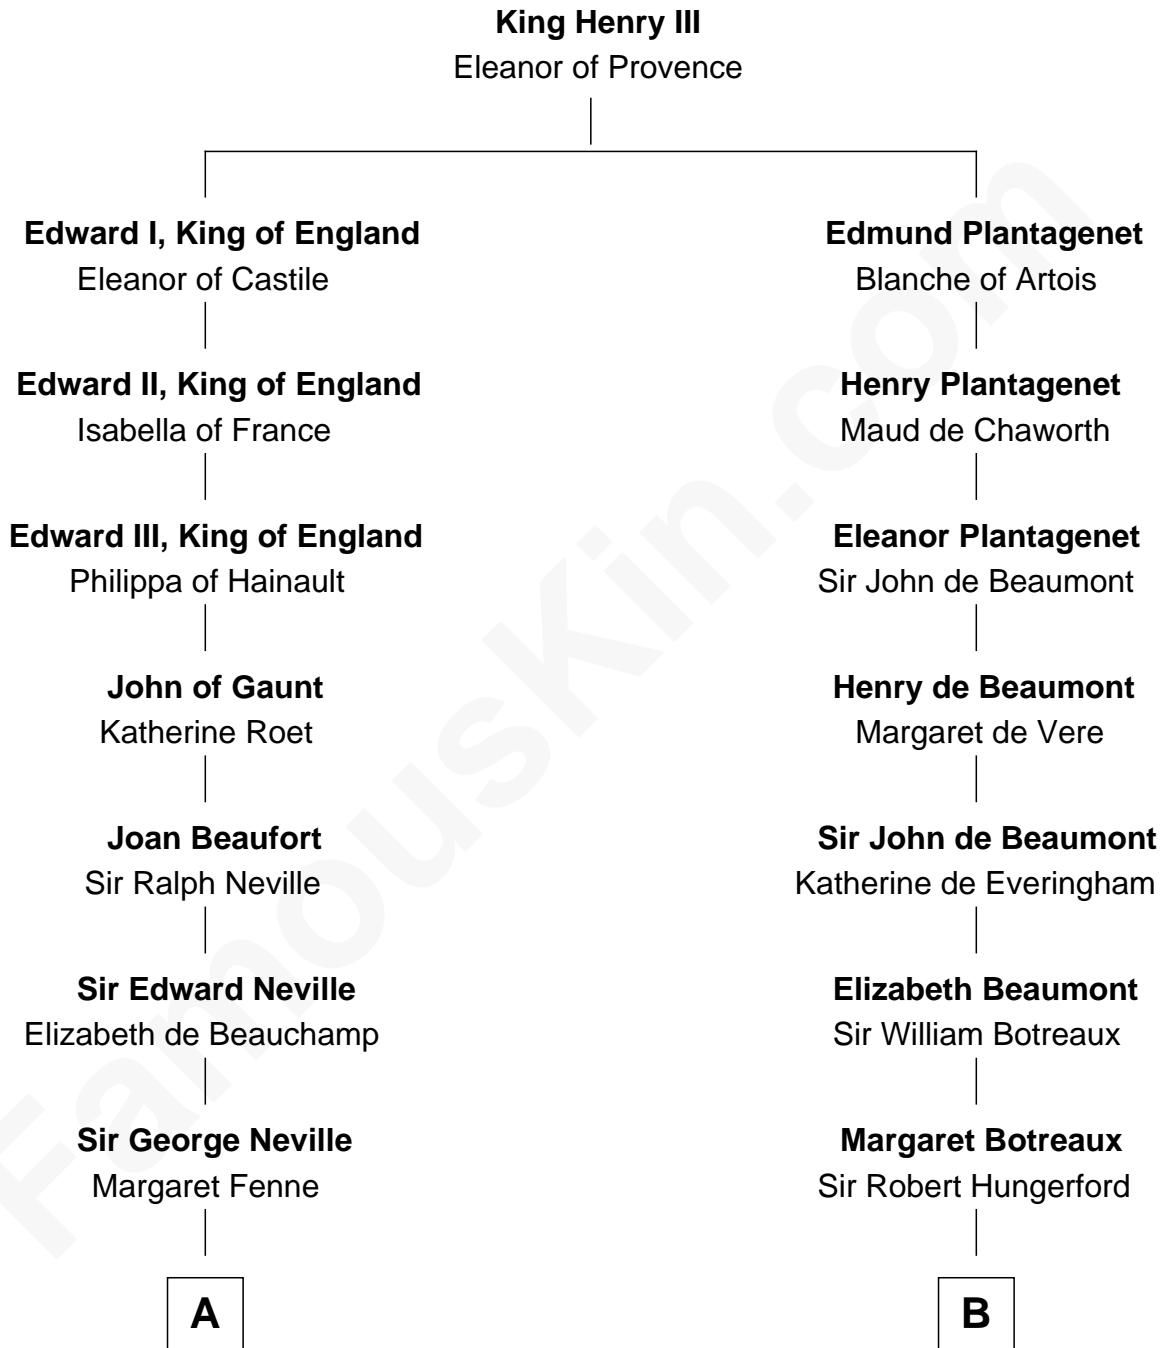 King Henry III
Eleanor of Provence
Edward I, King of England
Eleanor of Castile
Edward II, King of England
Isabella of France
Edward III, King of England
Philippa of Hainault
John of Gaunt
Katherine Roet
Joan Beaufort
Sir Ralph Neville
Sir Edward Neville
Elizabeth de Beauchamp
Sir George Neville
Margaret Fenne
A
Edmund Plantagenet
Blanche of Artois
Henry Plantagenet
Maud de Chaworth
Eleanor Plantagenet
Sir John de Beaumont
Henry de Beaumont
Margaret de Vere
Sir John de Beaumont
Katherine de Everingham
Elizabeth Beaumont
Sir William Botreaux
Margaret Botreaux
Sir Robert Hungerford
B
FamousKin.com